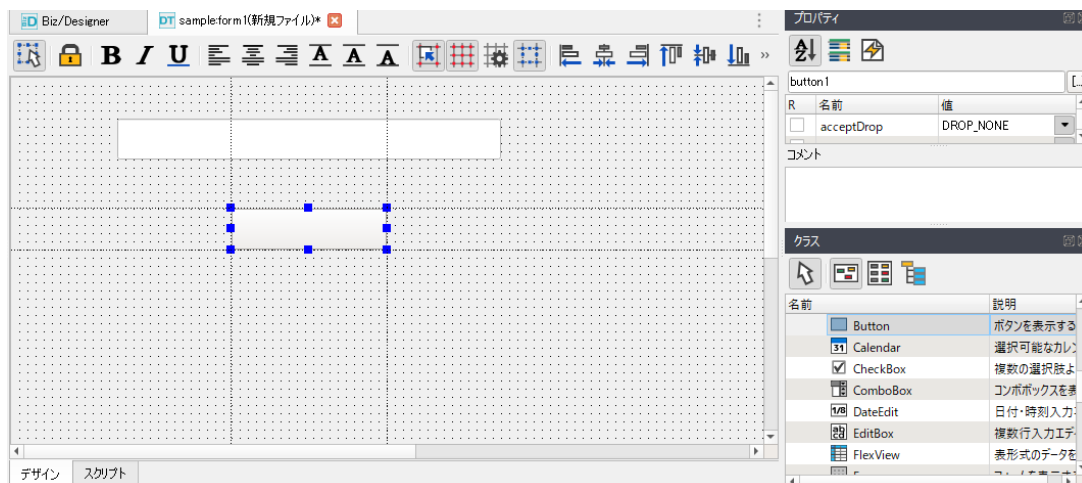 Biz/Designer
sample:form1(新規ファイル)*
B I U A A A
プロパティ
button1
R 名前 値
acceptDrop DROP_NONE
コメント
クラス
名前 説明
Button ボタンを表示する
Calendar 選択可能なカレン
CheckBox 複数の選択肢よ
ComboBox コンボボックスを表
DateEdit 日付・時刻入力
EditBox 複数行入力エデ
FlexView 表形式のデータを
デザイン スクリプト